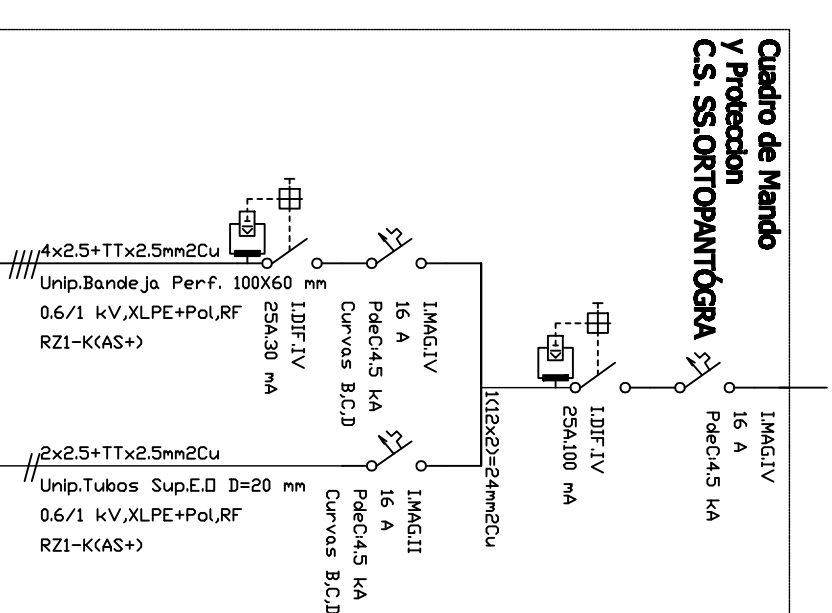 Cuadro de Mando
y Proteccion
C.S. SS.ORTOPANTÓGRA
4x2.5+TTx2.5mm2Cu
Unip.Bandeja Perf. 100X60 mm
0.6/1 kV,XLPE+Pol,RF
RZ1-K(AS+)
I.DIF.IV
25A.30 mA
I.MAG.IV
16 A
PdeC:4.5 kA
Curvas B,C,D
1(12x2)=24mm2Cu
I.DIF.IV
25A.100 mA
I.MAG.IV
16 A
PdeC:4.5 kA
2x2.5+TTx2.5mm2Cu
Unip.Tubos Sup.E.O D=20 mm
0.6/1 kV,XLPE+Pol,RF
RZ1-K(AS+)
I.MAG.II
16 A
PdeC:4.5 kA
Curvas B,C,D